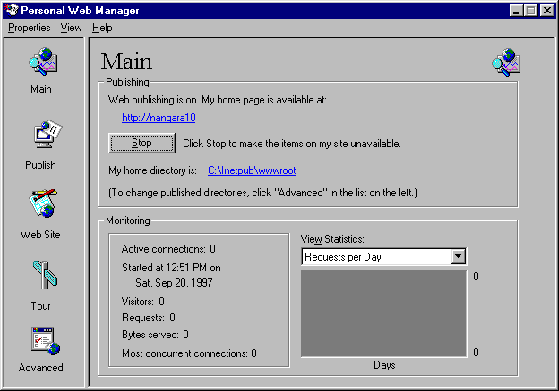 Personal Web Manager
Properties View Help
Main
Publish
Web Site
Tour
Advanced
Main
Publishing
Web publishing is on. My home page is available at:
http://nangara10
Stop Click Stop to make the items on my site unavailable.
My home directory is: C:\Inetpub\wwwroot
(To change published directories, click "Advanced" in the list on the left.)
Monitoring
Active connections: 0
Started at 12:51 PM on
Sat, Sep 20, 1997
Visitors: 0
Requests: 0
Bytes served: 0
Most concurrent connections: 0
View Statistics:
Requests per Day
0
0
Days